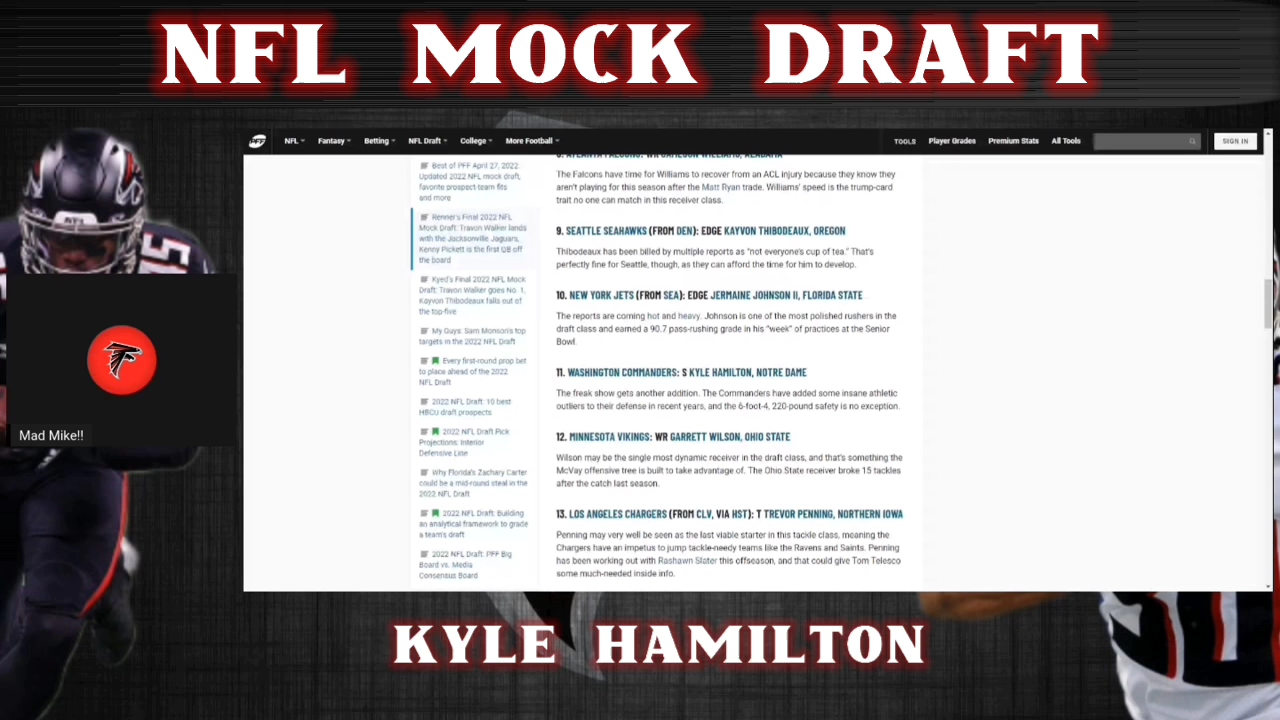 NFL MOCK DRAFT
PFF
NFL
Fantasy
Betting
NFL Draft
College
More Football
TOOLS
Player Grades
Premium Stats
All Tools
SIGN IN
Best of PFF April 27, 2022:
Updated 2022 NFL mock draft,
favorite prospect-team fits
and more
Renner's Final 2022 NFL
Mock Draft: Travon Walker lands
with the Jacksonville Jaguars,
Kenny Pickett is the first QB off
the board
Kyed's Final 2022 NFL Mock
Draft: Travon Walker goes No. 1,
Kayvon Thibodeaux falls out of
the top-five
My Guys: Sam Monson's top
targets in the 2022 NFL Draft
Every first-round prop bet
to place ahead of the 2022
NFL Draft
2022 NFL Draft: 10 best
HBCU draft prospects
2022 NFL Draft Pick
Projections: Interior
Defensive Line
Why Florida's Zachary Carter
could be a mid-round steal in the
2022 NFL Draft
2022 NFL Draft: Building
an analytical framework to grade
a team's draft
2022 NFL Draft: PFF Big
Board vs. Media
Consensus Board
8. ATLANTA FALCONS: WR JAMESON WILLIAMS, ALABAMA
The Falcons have time for Williams to recover from an ACL injury because they know they
aren't playing for this season after the Matt Ryan trade. Williams' speed is the trump-card
trait no one can match in this receiver class.
9. SEATTLE SEAHAWKS (FROM DEN): EDGE KAYVON THIBODEAUX, OREGON
Thibodeaux has been billed by multiple reports as "not everyone's cup of tea." That's
perfectly fine for Seattle, though, as they can afford the time for him to develop.
10. NEW YORK JETS (FROM SEA): EDGE JERMAINE JOHNSON II, FLORIDA STATE
The reports are coming hot and heavy. Johnson is one of the most polished rushers in the
draft class and earned a 90.7 pass-rushing grade in his "week" of practices at the Senior
Bowl.
11. WASHINGTON COMMANDERS: S KYLE HAMILTON, NOTRE DAME
The freak show gets another addition. The Commanders have added some insane athletic
outliers to their defense in recent years, and the 6-foot-4, 220-pound safety is no exception.
12. MINNESOTA VIKINGS: WR GARRETT WILSON, OHIO STATE
Wilson may be the single most dynamic receiver in the draft class, and that's something the
McVay offensive tree is built to take advantage of. The Ohio State receiver broke 15 tackles
after the catch last season.
13. LOS ANGELES CHARGERS (FROM CLV, VIA HST): T TREVOR PENNING, NORTHERN IOWA
Penning may very well be seen as the last viable starter in this tackle class, meaning the
Chargers have an impetus to jump tackle-needy teams like the Ravens and Saints. Penning
has been working out with Rashawn Slater this offseason, and that could give Tom Telesco
some much-needed inside info.
NFL
Mad Mike!!
KYLE HAMILTON